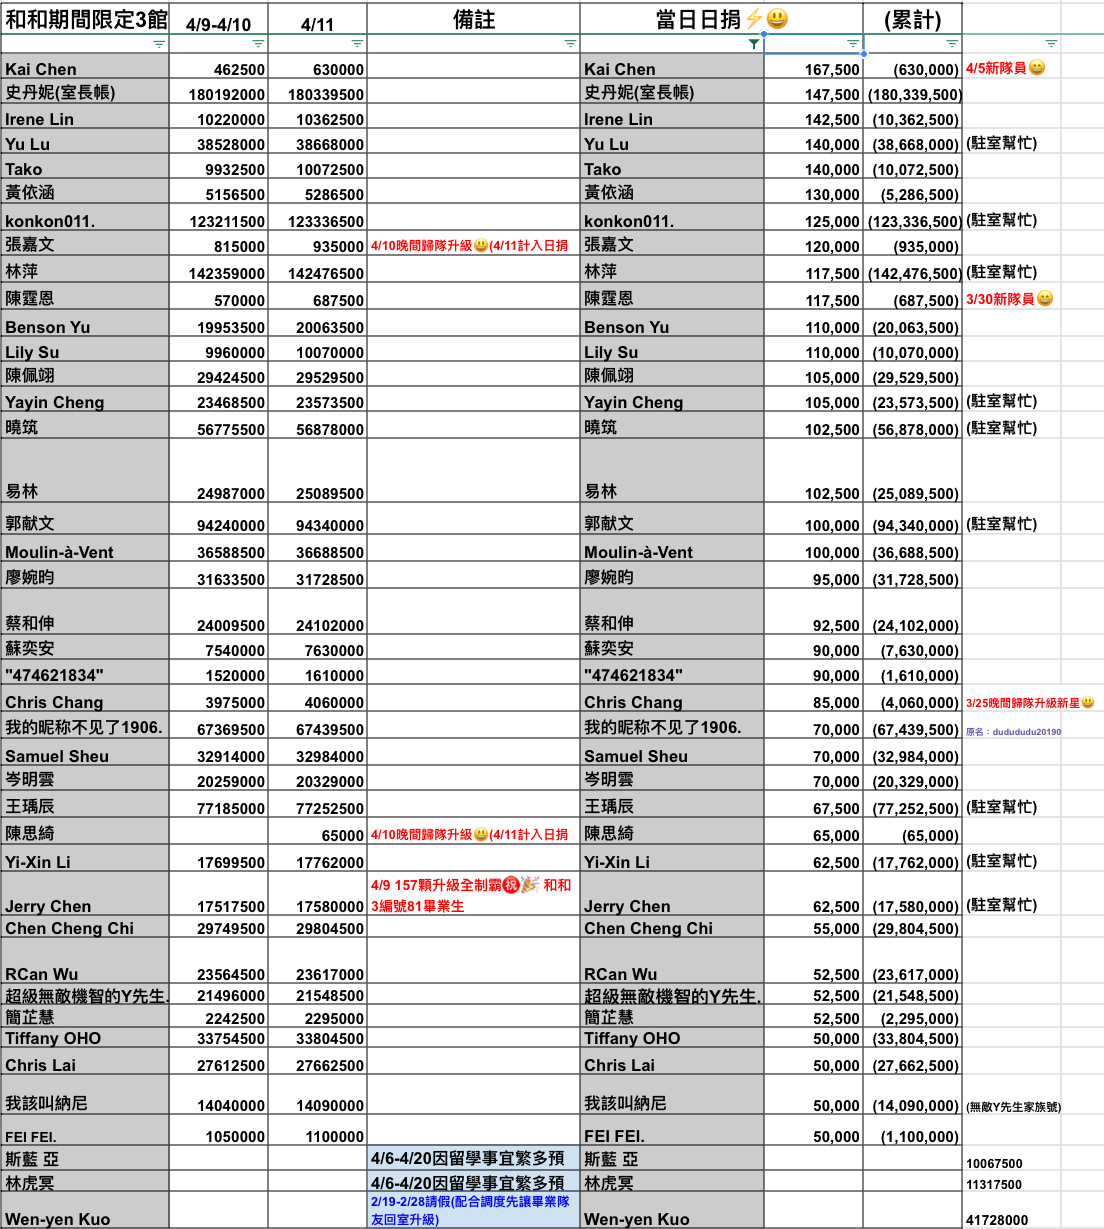 和和期間限定3館 4/9-4/10 4/11 備註 當日日捐⚡😃 (累計)
Kai Chen 462500 630000 Kai Chen 167,500 (630,000) 4/5新隊員😄
史丹妮(室長帳) 180192000 180339500 史丹妮(室長帳) 147,500 (180,339,500)
Irene Lin 10220000 10362500 Irene Lin 142,500 (10,362,500)
Yu Lu 38528000 38668000 Yu Lu 140,000 (38,668,000) (駐室幫忙)
Tako 9932500 10072500 Tako 140,000 (10,072,500)
黃依涵 5156500 5286500 黃依涵 130,000 (5,286,500)
konkon011. 123211500 123336500 konkon011. 125,000 (123,336,500) (駐室幫忙)
張嘉文 815000 935000 4/10晚間歸隊升級😃(4/11計入日捐 張嘉文 120,000 (935,000)
林萍 142359000 142476500 林萍 117,500 (142,476,500) (駐室幫忙)
陳霆恩 570000 687500 陳霆恩 117,500 (687,500) 3/30新隊員😄
Benson Yu 19953500 20063500 Benson Yu 110,000 (20,063,500)
Lily Su 9960000 10070000 Lily Su 110,000 (10,070,000)
陳佩翊 29424500 29529500 陳佩翊 105,000 (29,529,500)
Yayin Cheng 23468500 23573500 Yayin Cheng 105,000 (23,573,500) (駐室幫忙)
曉筑 56775500 56878000 曉筑 102,500 (56,878,000) (駐室幫忙)
易林 24987000 25089500 易林 102,500 (25,089,500)
郭献文 94240000 94340000 郭献文 100,000 (94,340,000) (駐室幫忙)
Moulin-à-Vent 36588500 36688500 Moulin-à-Vent 100,000 (36,688,500)
廖婉昀 31633500 31728500 廖婉昀 95,000 (31,728,500)
蔡和伸 24009500 24102000 蔡和伸 92,500 (24,102,000)
蘇奕安 7540000 7630000 蘇奕安 90,000 (7,630,000)
"474621834" 1520000 1610000 "474621834" 90,000 (1,610,000)
Chris Chang 3975000 4060000 Chris Chang 85,000 (4,060,000) 3/25晚間歸隊升級新星😃
我的昵称不见了1906. 67369500 67439500 我的昵称不见了1906. 70,000 (67,439,500) 原名：dudududu20190
Samuel Sheu 32914000 32984000 Samuel Sheu 70,000 (32,984,000)
岑明雲 20259000 20329000 岑明雲 70,000 (20,329,000)
王瑀辰 77185000 77252500 王瑀辰 67,500 (77,252,500) (駐室幫忙)
陳思綺 65000 4/10晚間歸隊升級😃(4/11計入日捐 陳思綺 65,000 (65,000)
Yi-Xin Li 17699500 17762000 Yi-Xin Li 62,500 (17,762,000) (駐室幫忙)
4/9 157顆升級全制霸㊗️🎉 和和
Jerry Chen 17517500 17580000 3編號81畢業生 Jerry Chen 62,500 (17,580,000) (駐室幫忙)
Chen Cheng Chi 29749500 29804500 Chen Cheng Chi 55,000 (29,804,500)
RCan Wu 23564500 23617000 RCan Wu 52,500 (23,617,000)
超級無敵機智的Y先生. 21496000 21548500 超級無敵機智的Y先生. 52,500 (21,548,500)
簡芷慧 2242500 2295000 簡芷慧 52,500 (2,295,000)
Tiffany OHO 33754500 33804500 Tiffany OHO 50,000 (33,804,500)
Chris Lai 27612500 27662500 Chris Lai 50,000 (27,662,500)
我該叫納尼 14040000 14090000 我該叫納尼 50,000 (14,090,000) (無敵Y先生家族號)
FEI FEI. 1050000 1100000 FEI FEI. 50,000 (1,100,000)
斯藍 亞 4/6-4/20因留學事宜繁多預 斯藍 亞 10067500
林虎冥 4/6-4/20因留學事宜繁多預 林虎冥 11317500
2/19-2/28請假(配合調度先讓畢業隊
Wen-yen Kuo 友回室升級) Wen-yen Kuo 41728000